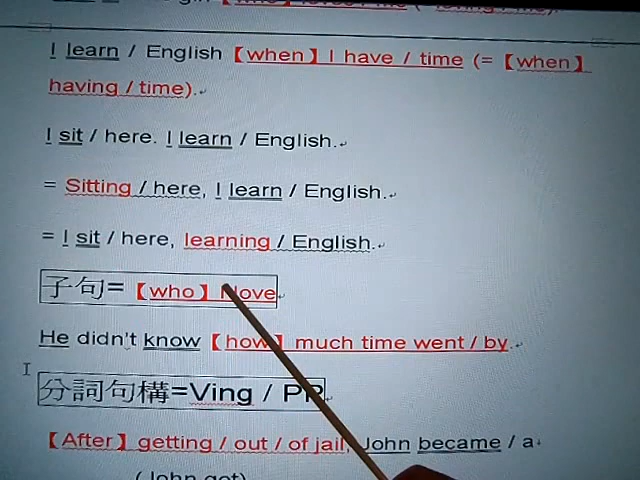 I learn / English 【when】 I have / time (= 【when】
having / time).
I sit / here. I learn / English.
= Sitting / here, I learn / English.
= I sit / here, learning / English.
子句= 【who】 I love
He didn't know 【how】 much time went / by.
分詞句構=Ving / PP
【After】 getting / out / of jail, John became / a
(John got)